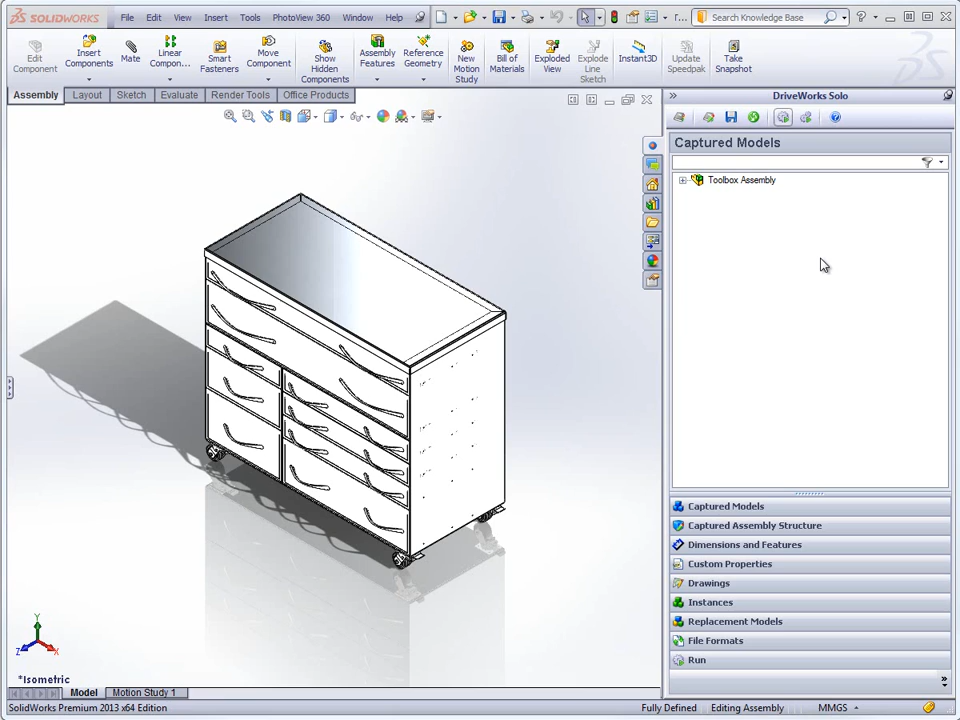 SOLIDWORKS File Edit View Insert Tools PhotoView 360 Window Help r... Search Knowledge Base
Edit Component
Insert Components
Mate
Linear Compon...
Smart Fasteners
Move Component
Show Hidden Components
Assembly Features
Reference Geometry
New Motion Study
Bill of Materials
Exploded View
Explode Line Sketch
Instant3D
Update Speedpak
Take Snapshot
Assembly Layout Sketch Evaluate Render Tools Office Products
DriveWorks Solo
Captured Models
Toolbox Assembly
Captured Models
Captured Assembly Structure
Dimensions and Features
Custom Properties
Drawings
Instances
Replacement Models
File Formats
Run
Y
Z X
*Isometric
Model Motion Study 1
SolidWorks Premium 2013 x64 Edition Fully Defined Editing Assembly MMGS